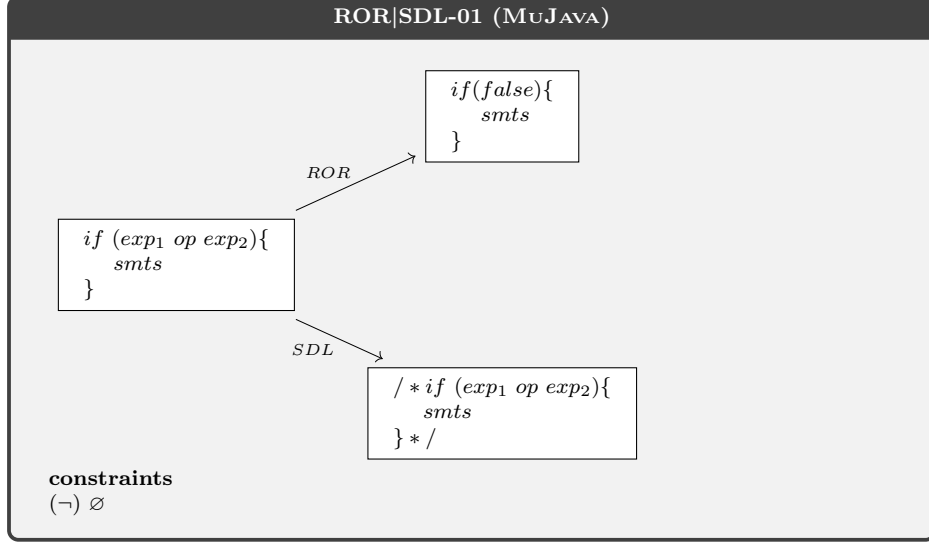 ROR|SDL-01 (MUJAVA)
if(false){
smts
}
ROR
if (exp₁ op exp₂){
smts
}
SDL
/ * if (exp₁ op exp₂){
smts
} * /
constraints
(¬) ∅